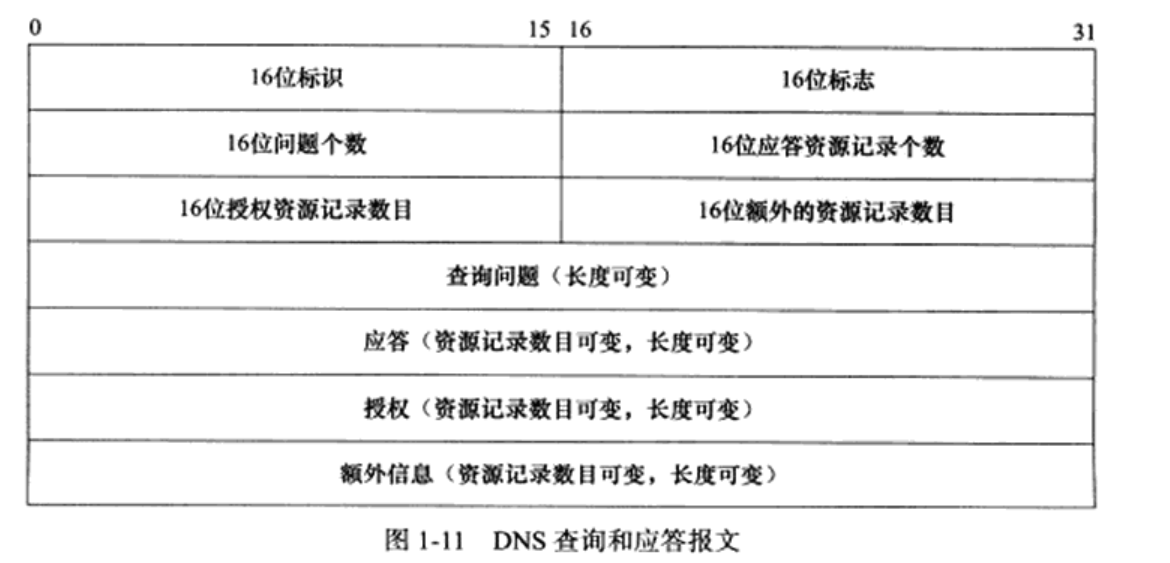 0 15 16 31
16位标识 16位标志
16位问题个数 16位应答资源记录个数
16位授权资源记录数目 16位额外的资源记录数目
查询问题（长度可变）
应答（资源记录数目可变，长度可变）
授权（资源记录数目可变，长度可变）
额外信息（资源记录数目可变，长度可变）
图 1-11 DNS 查询和应答报文